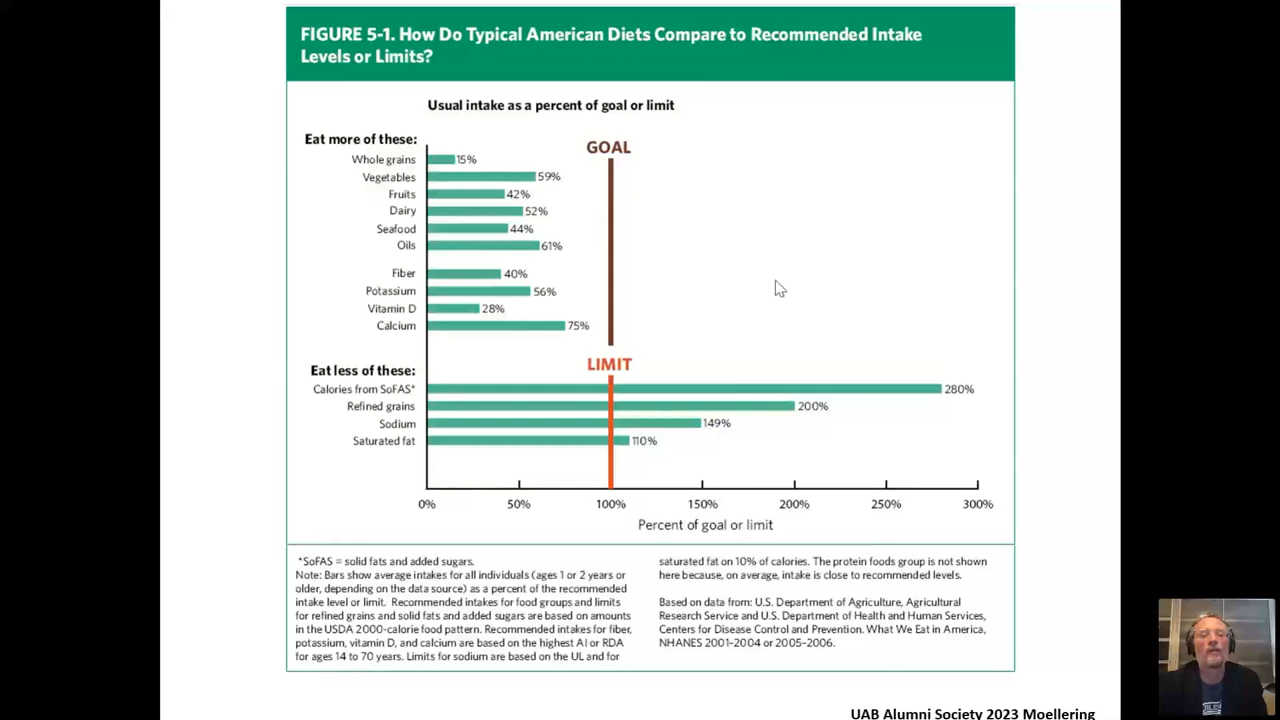 FIGURE 5-1. How Do Typical American Diets Compare to Recommended Intake
Levels or Limits?
Usual intake as a percent of goal or limit
Eat more of these:
GOAL
Whole grains 15%
Vegetables 59%
Fruits 42%
Dairy 52%
Seafood 44%
Oils 61%
Fiber 40%
Potassium 56%
Vitamin D 28%
Calcium 75%
LIMIT
Eat less of these:
Calories from SoFAS* 280%
Refined grains 200%
Sodium 149%
Saturated fat 110%
0% 50% 100% 150% 200% 250% 300%
Percent of goal or limit
*SoFAS = solid fats and added sugars.
Note: Bars show average intakes for all individuals (ages 1 or 2 years or
older, depending on the data source) as a percent of the recommended
intake level or limit. Recommended intakes for food groups and limits
for refined grains and solid fats and added sugars are based on amounts
in the USDA 2000-calorie food pattern. Recommended intakes for fiber,
potassium, vitamin D, and calcium are based on the highest AI or RDA
for ages 14 to 70 years. Limits for sodium are based on the UL and for
saturated fat on 10% of calories. The protein foods group is not shown
here because, on average, intake is close to recommended levels.
Based on data from: U.S. Department of Agriculture, Agricultural
Research Service and U.S. Department of Health and Human Services,
Centers for Disease Control and Prevention. What We Eat in America,
NHANES 2001–2004 or 2005–2006.
UAB Alumni Society 2023 Moellering